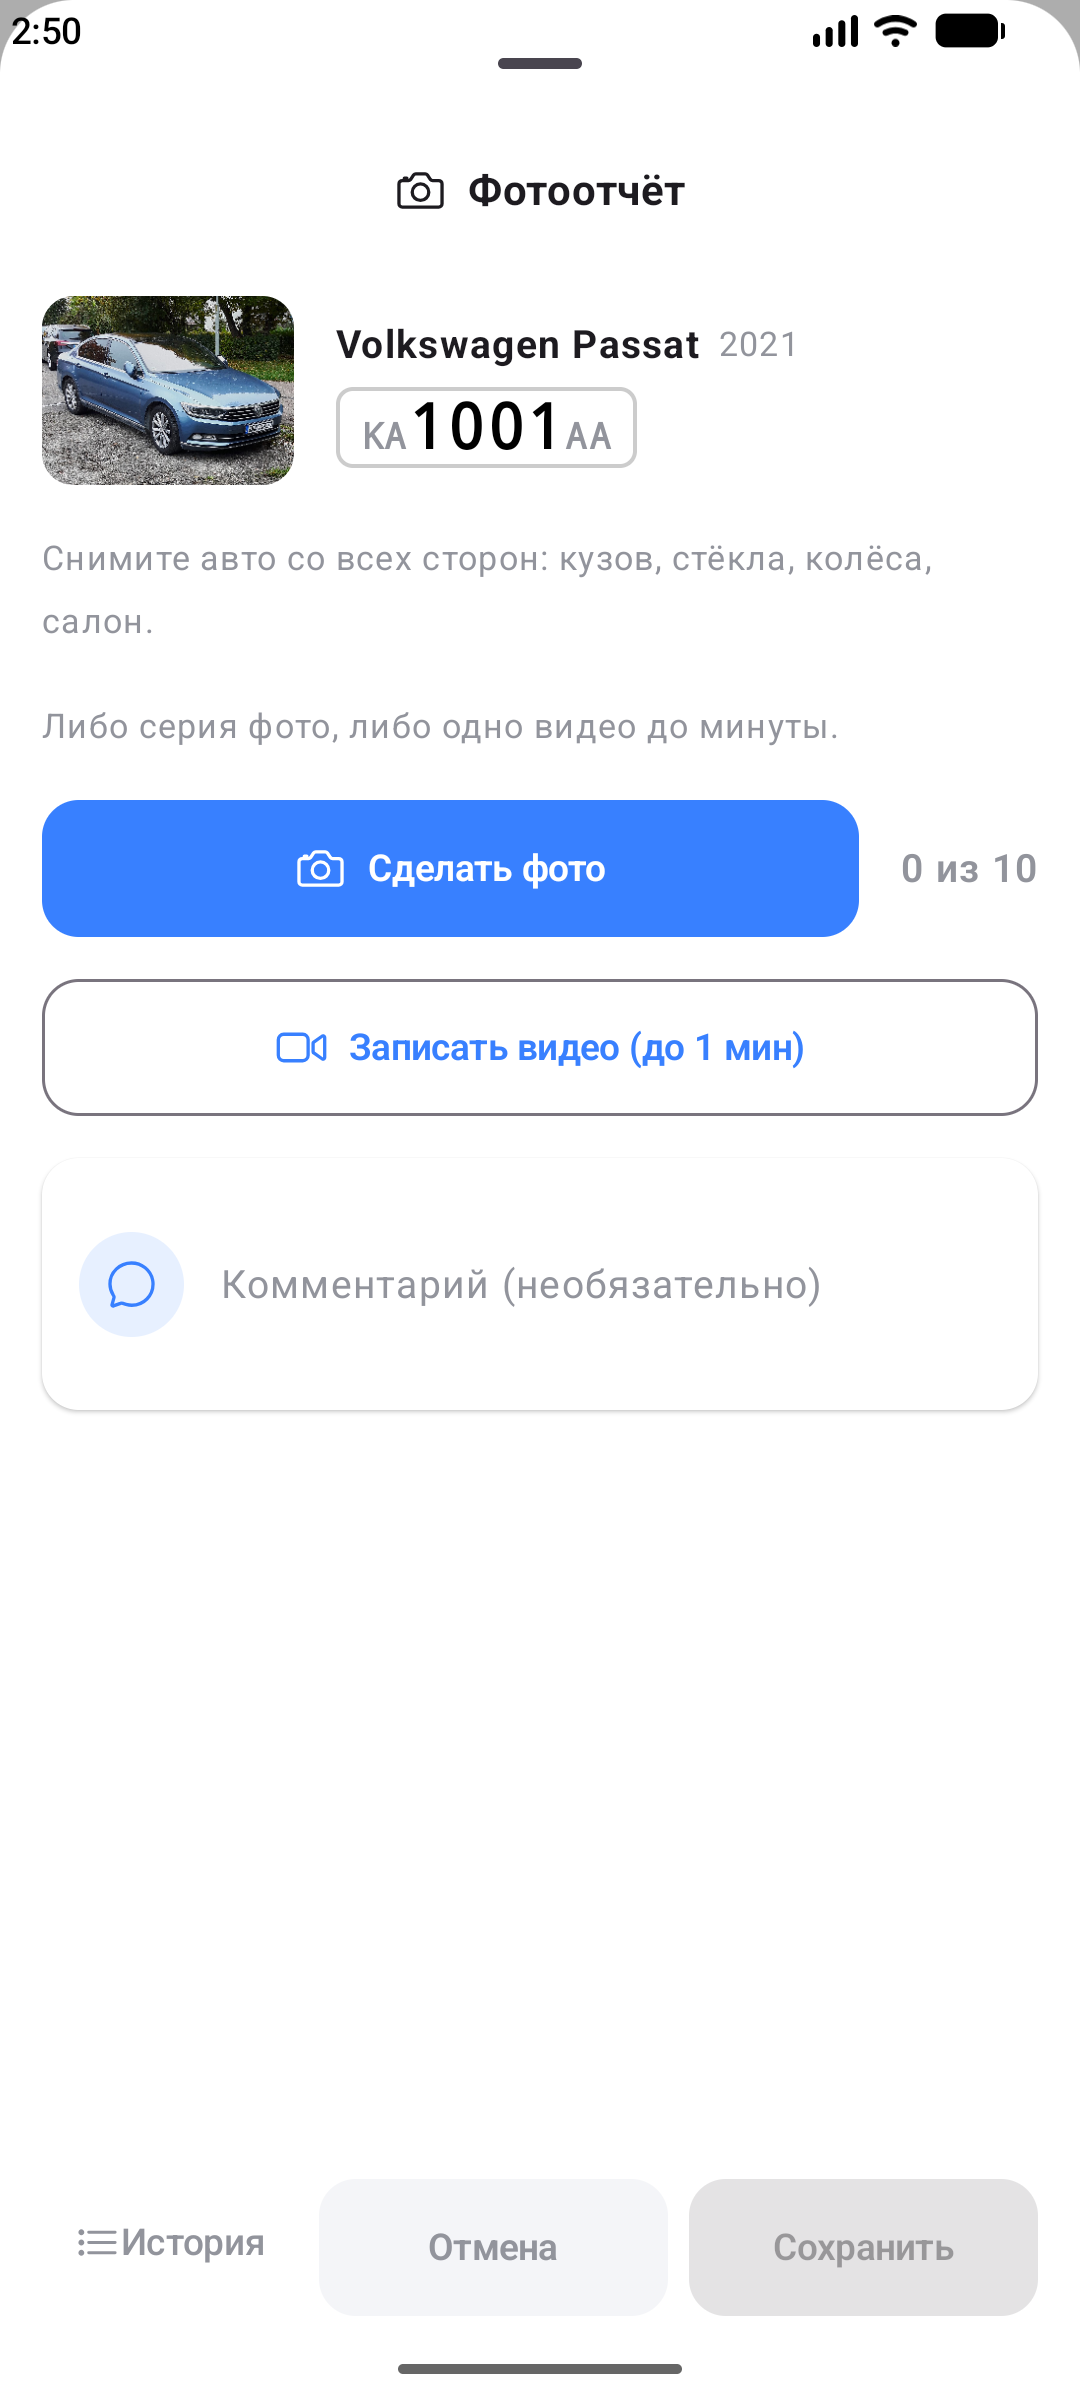 2:50
Фотоотчёт
Volkswagen Passat 2021
KA 1001 AA
Снимите авто со всех сторон: кузов, стёкла, колёса,
салон.
Либо серия фото, либо одно видео до минуты.
Сделать фото
0 из 10
Записать видео (до 1 мин)
Комментарий (необязательно)
История
Отмена
Сохранить